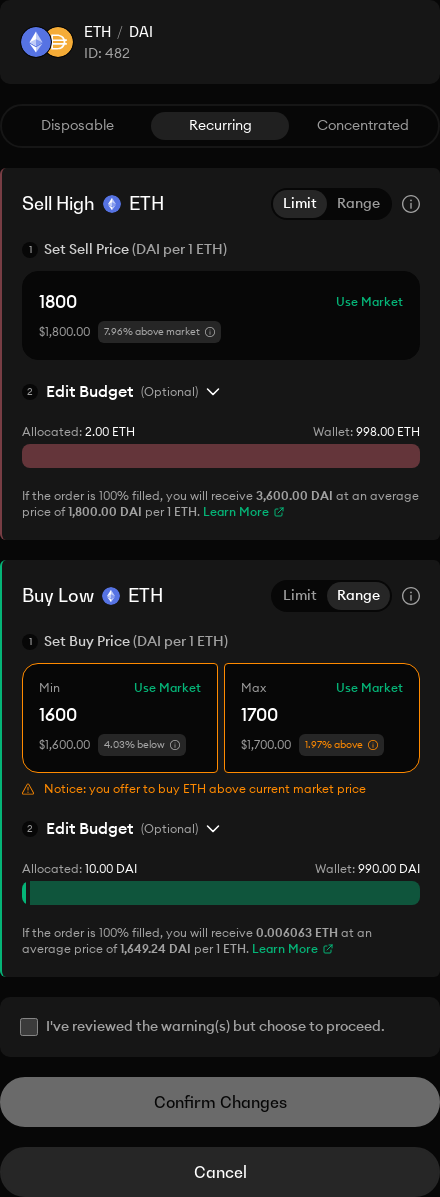 ETH / DAI
ID: 482
Disposable Recurring Concentrated
Sell High ETH Limit Range
1 Set Sell Price (DAI per 1 ETH)
1800 Use Market
$1,800.00 7.96% above market
2 Edit Budget (Optional)
Allocated: 2.00 ETH Wallet: 998.00 ETH
If the order is 100% filled, you will receive 3,600.00 DAI at an average
price of 1,800.00 DAI per 1 ETH. Learn More
Buy Low ETH Limit Range
1 Set Buy Price (DAI per 1 ETH)
Min Use Market Max Use Market
1600 1700
$1,600.00 4.03% below $1,700.00 1.97% above
Notice: you offer to buy ETH above current market price
2 Edit Budget (Optional)
Allocated: 10.00 DAI Wallet: 990.00 DAI
If the order is 100% filled, you will receive 0.006063 ETH at an
average price of 1,649.24 DAI per 1 ETH. Learn More
I've reviewed the warning(s) but choose to proceed.
Confirm Changes
Cancel